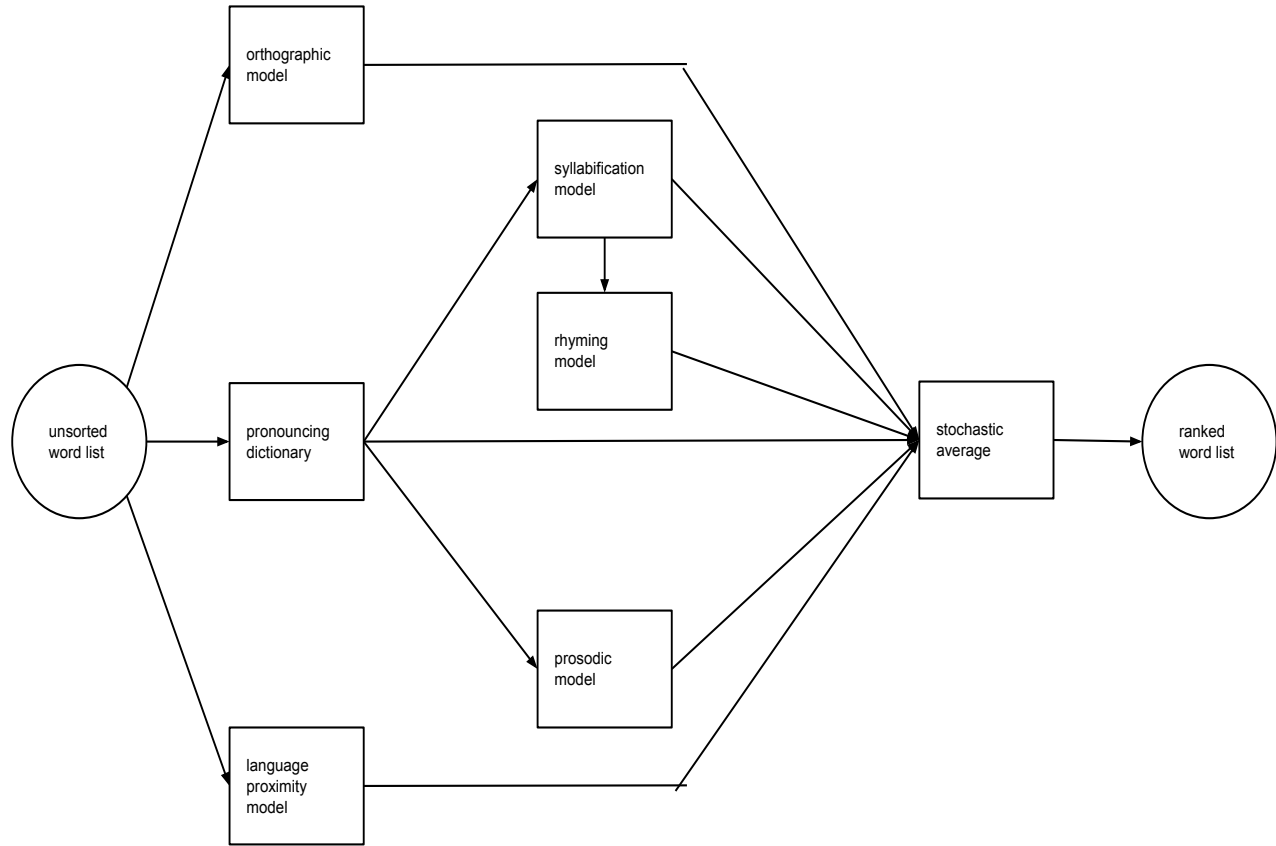 orthographic
model
syllabification
model
rhyming
model
unsorted
word list
pronouncing
dictionary
stochastic
average
ranked
word list
prosodic
model
language
proximity
model